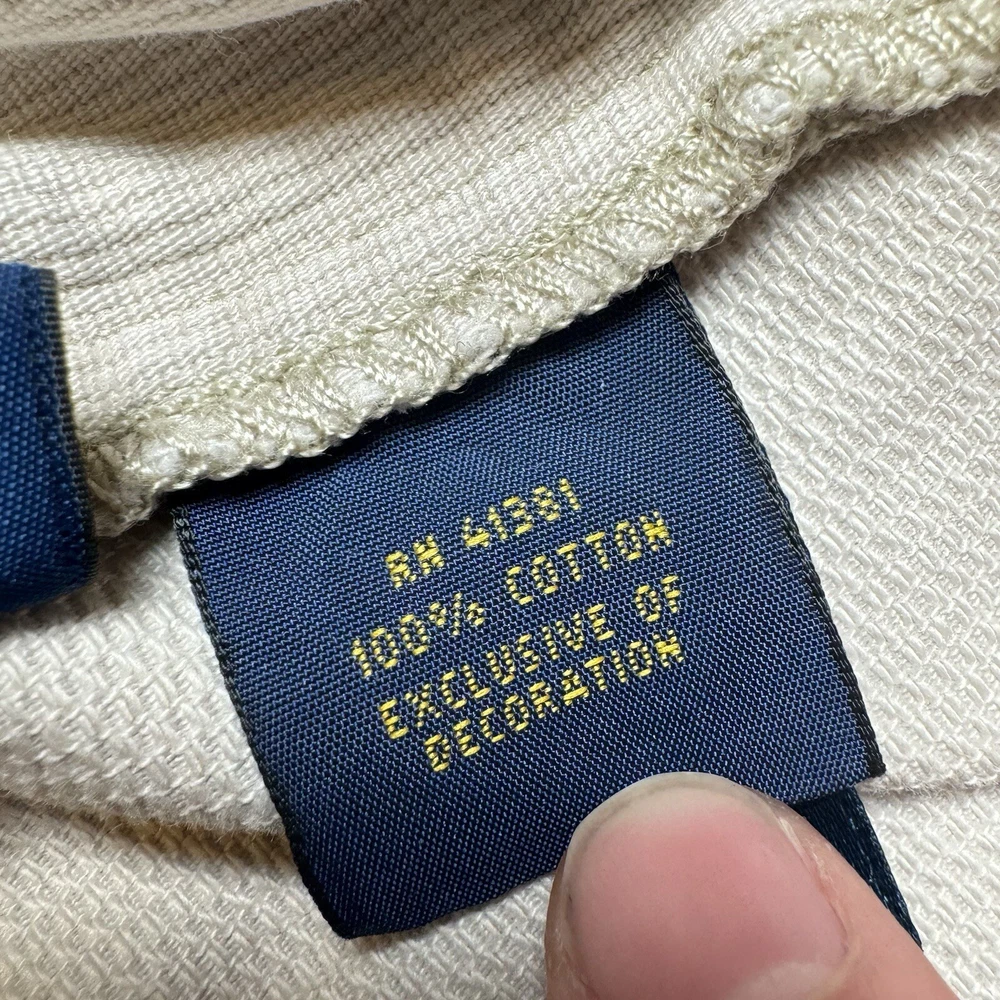 RN 41381
100% COTTON
EXCLUSIVE OF
DECORATION